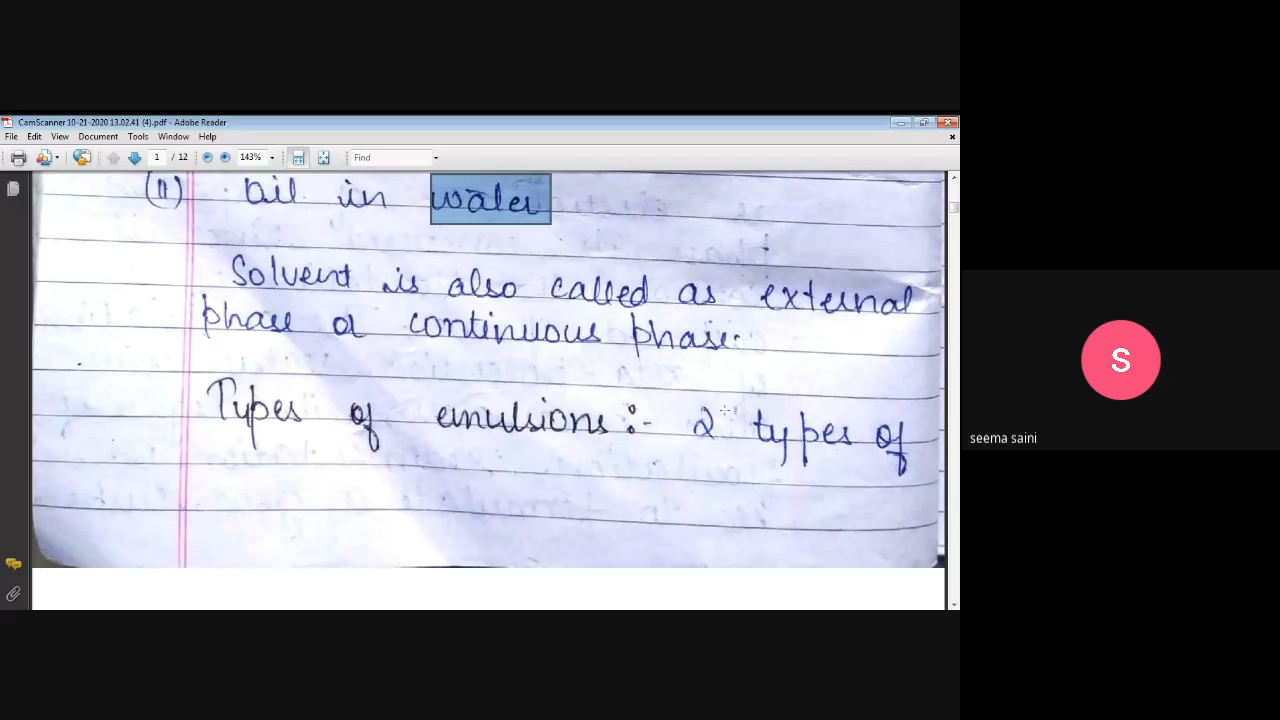 CamScanner 10-21-2020 13.02.41 (4).pdf - Adobe Reader
File Edit View Document Tools Window Help
1 / 12 143% Find
(II) Oil in water
Solvent is also called as external
phase or continuous phase.
Types of emulsions :- 2 types of
S
seema saini